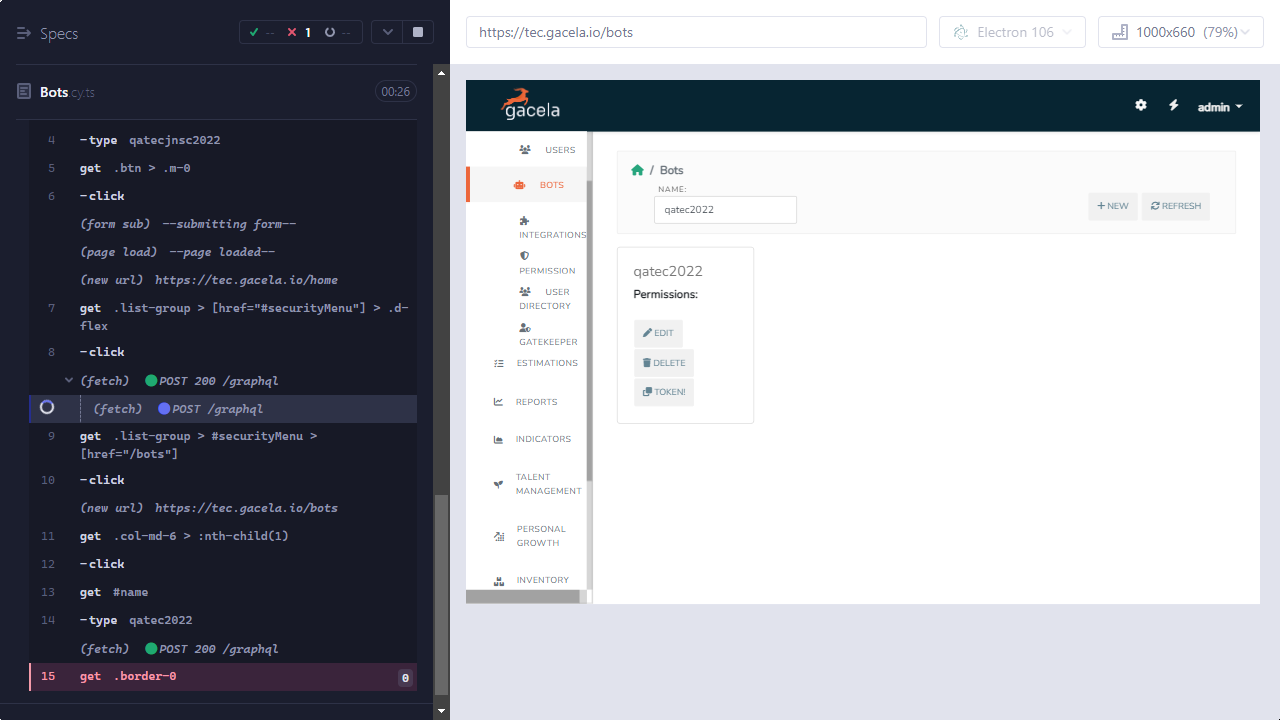 Specs
--
1
--
Bots.cy.ts
00:26
4 -type qatecjnsc2022
5 get .btn > .m-0
6 -click
(form sub) --submitting form--
(page load) --page loaded--
(new url) https://tec.gacela.io/home
7 get .list-group > [href="#securityMenu"] > .d-
flex
8 -click
(fetch) POST 200 /graphql
(fetch) POST /graphql
9 get .list-group > #securityMenu >
[href="/bots"]
10 -click
(new url) https://tec.gacela.io/bots
11 get .col-md-6 > :nth-child(1)
12 -click
13 get #name
14 -type qatec2022
(fetch) POST 200 /graphql
15 get .border-0 0
https://tec.gacela.io/bots
Electron 106
1000x660 (79%)
gacela
admin
USERS
BOTS
INTEGRATIONS
PERMISSION
USER
DIRECTORY
GATEKEEPER
ESTIMATIONS
REPORTS
INDICATORS
TALENT
MANAGEMENT
PERSONAL
GROWTH
INVENTORY
/ Bots
NAME:
qatec2022
+ NEW
REFRESH
qatec2022
Permissions:
EDIT
DELETE
TOKEN!